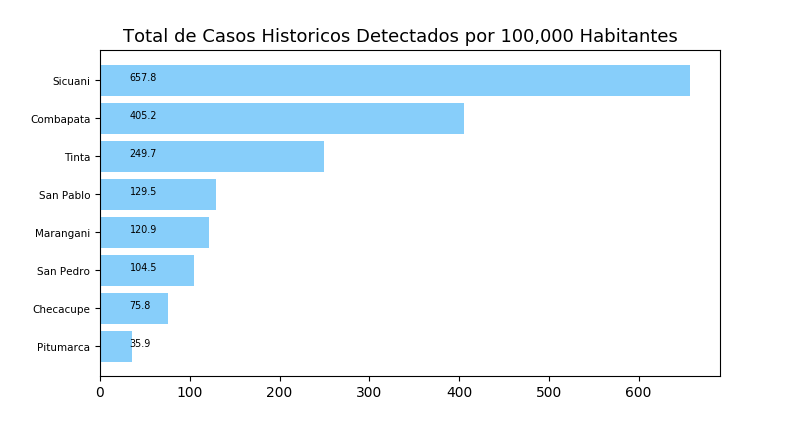 Total de Casos Historicos Detectados por 100,000 Habitantes
Sicuani 657.8
Combapata 405.2
Tinta 249.7
San Pablo 129.5
Marangani 120.9
San Pedro 104.5
Checacupe 75.8
Pitumarca 35.9
0 100 200 300 400 500 600